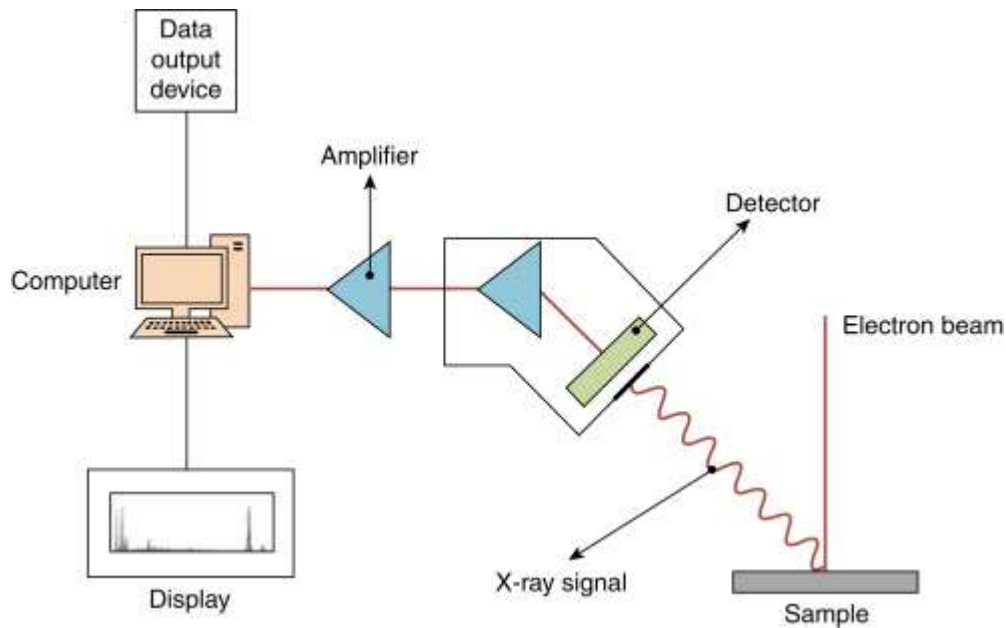 Data
output
device
Amplifier
Detector
Computer
Electron beam
X-ray signal
Display
Sample